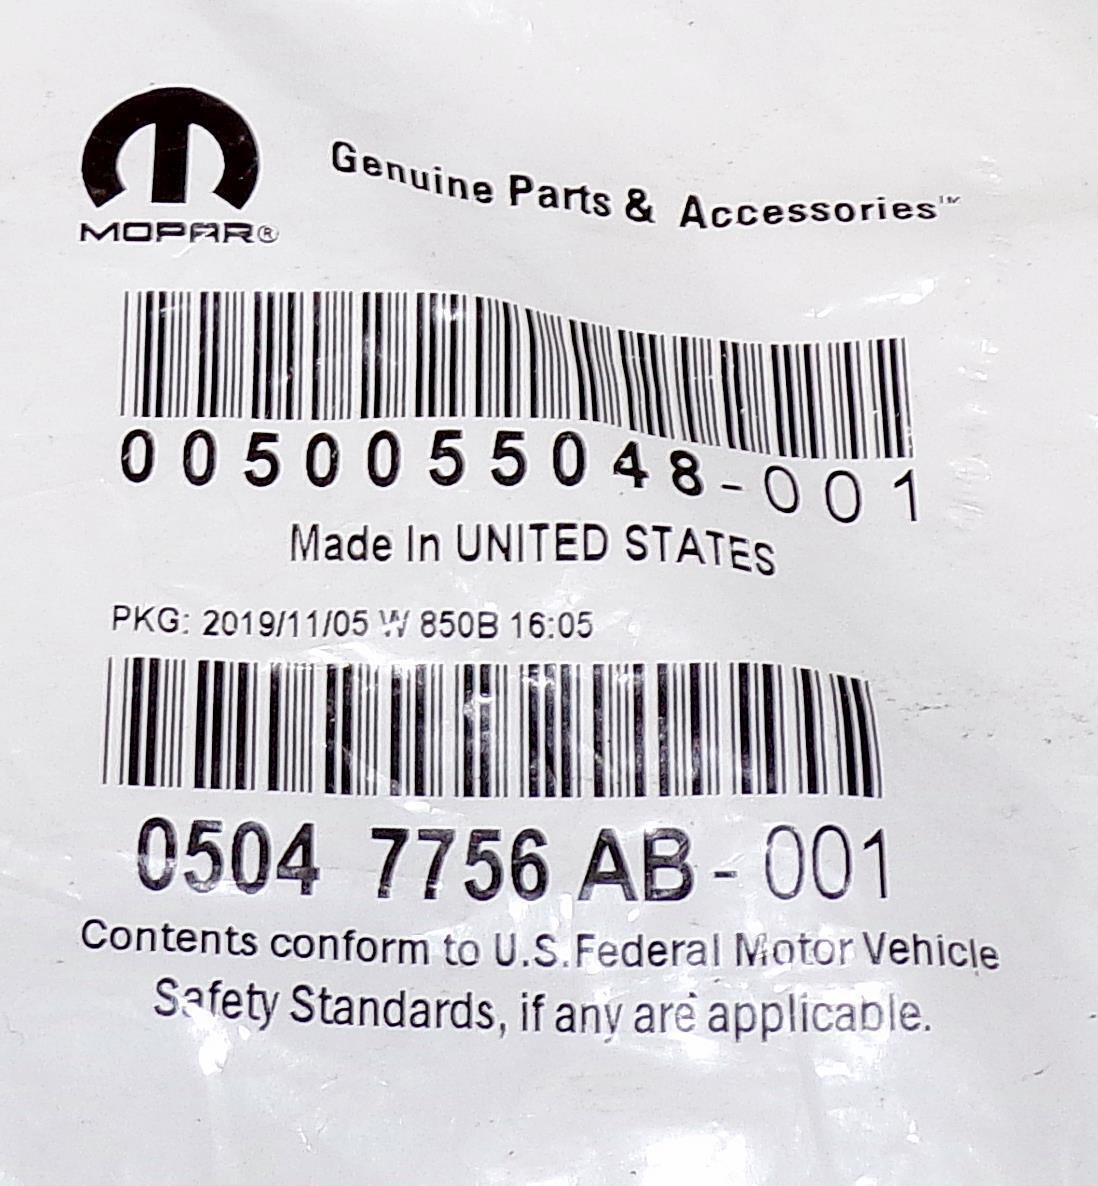 Genuine Parts & Accessories™
MOPAR®
0050055048-001
Made In UNITED STATES
PKG: 2019/11/05 W 850B 16:05
0504 7756 AB-001
Contents conform to U.S.Federal Motor Vehicle
Safety Standards, if any are applicable.